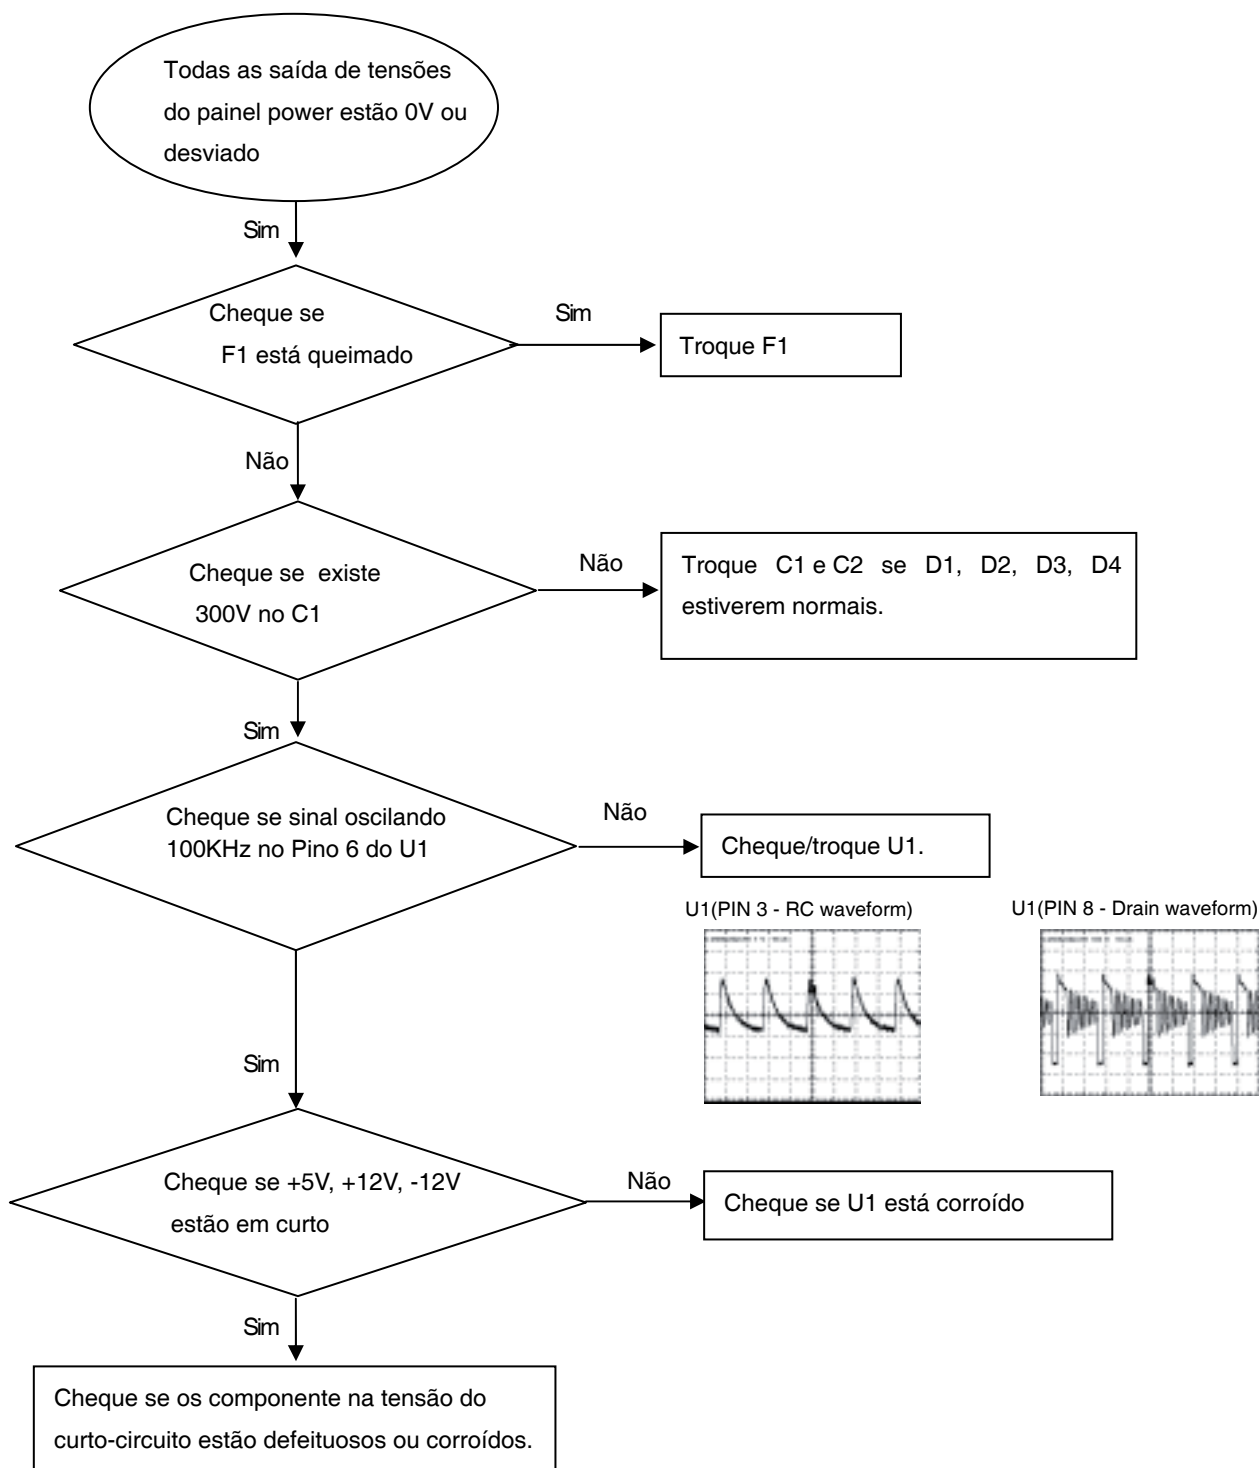 Todas as saída de tensões
do painel power estão 0V ou
desviado
Sim
Cheque se
F1 está queimado
Sim
Troque F1
Não
Cheque se existe
300V no C1
Não
Troque C1 e C2 se D1, D2, D3, D4
estiverem normais.
Sim
Cheque se sinal oscilando
100KHz no Pino 6 do U1
Não
Cheque/troque U1.
U1(PIN 3 - RC waveform)
U1(PIN 8 - Drain waveform)
Sim
Cheque se +5V, +12V, -12V
estão em curto
Não
Cheque se U1 está corroído
Sim
Cheque se os componente na tensão do
curto-circuito estão defeituosos ou corroídos.